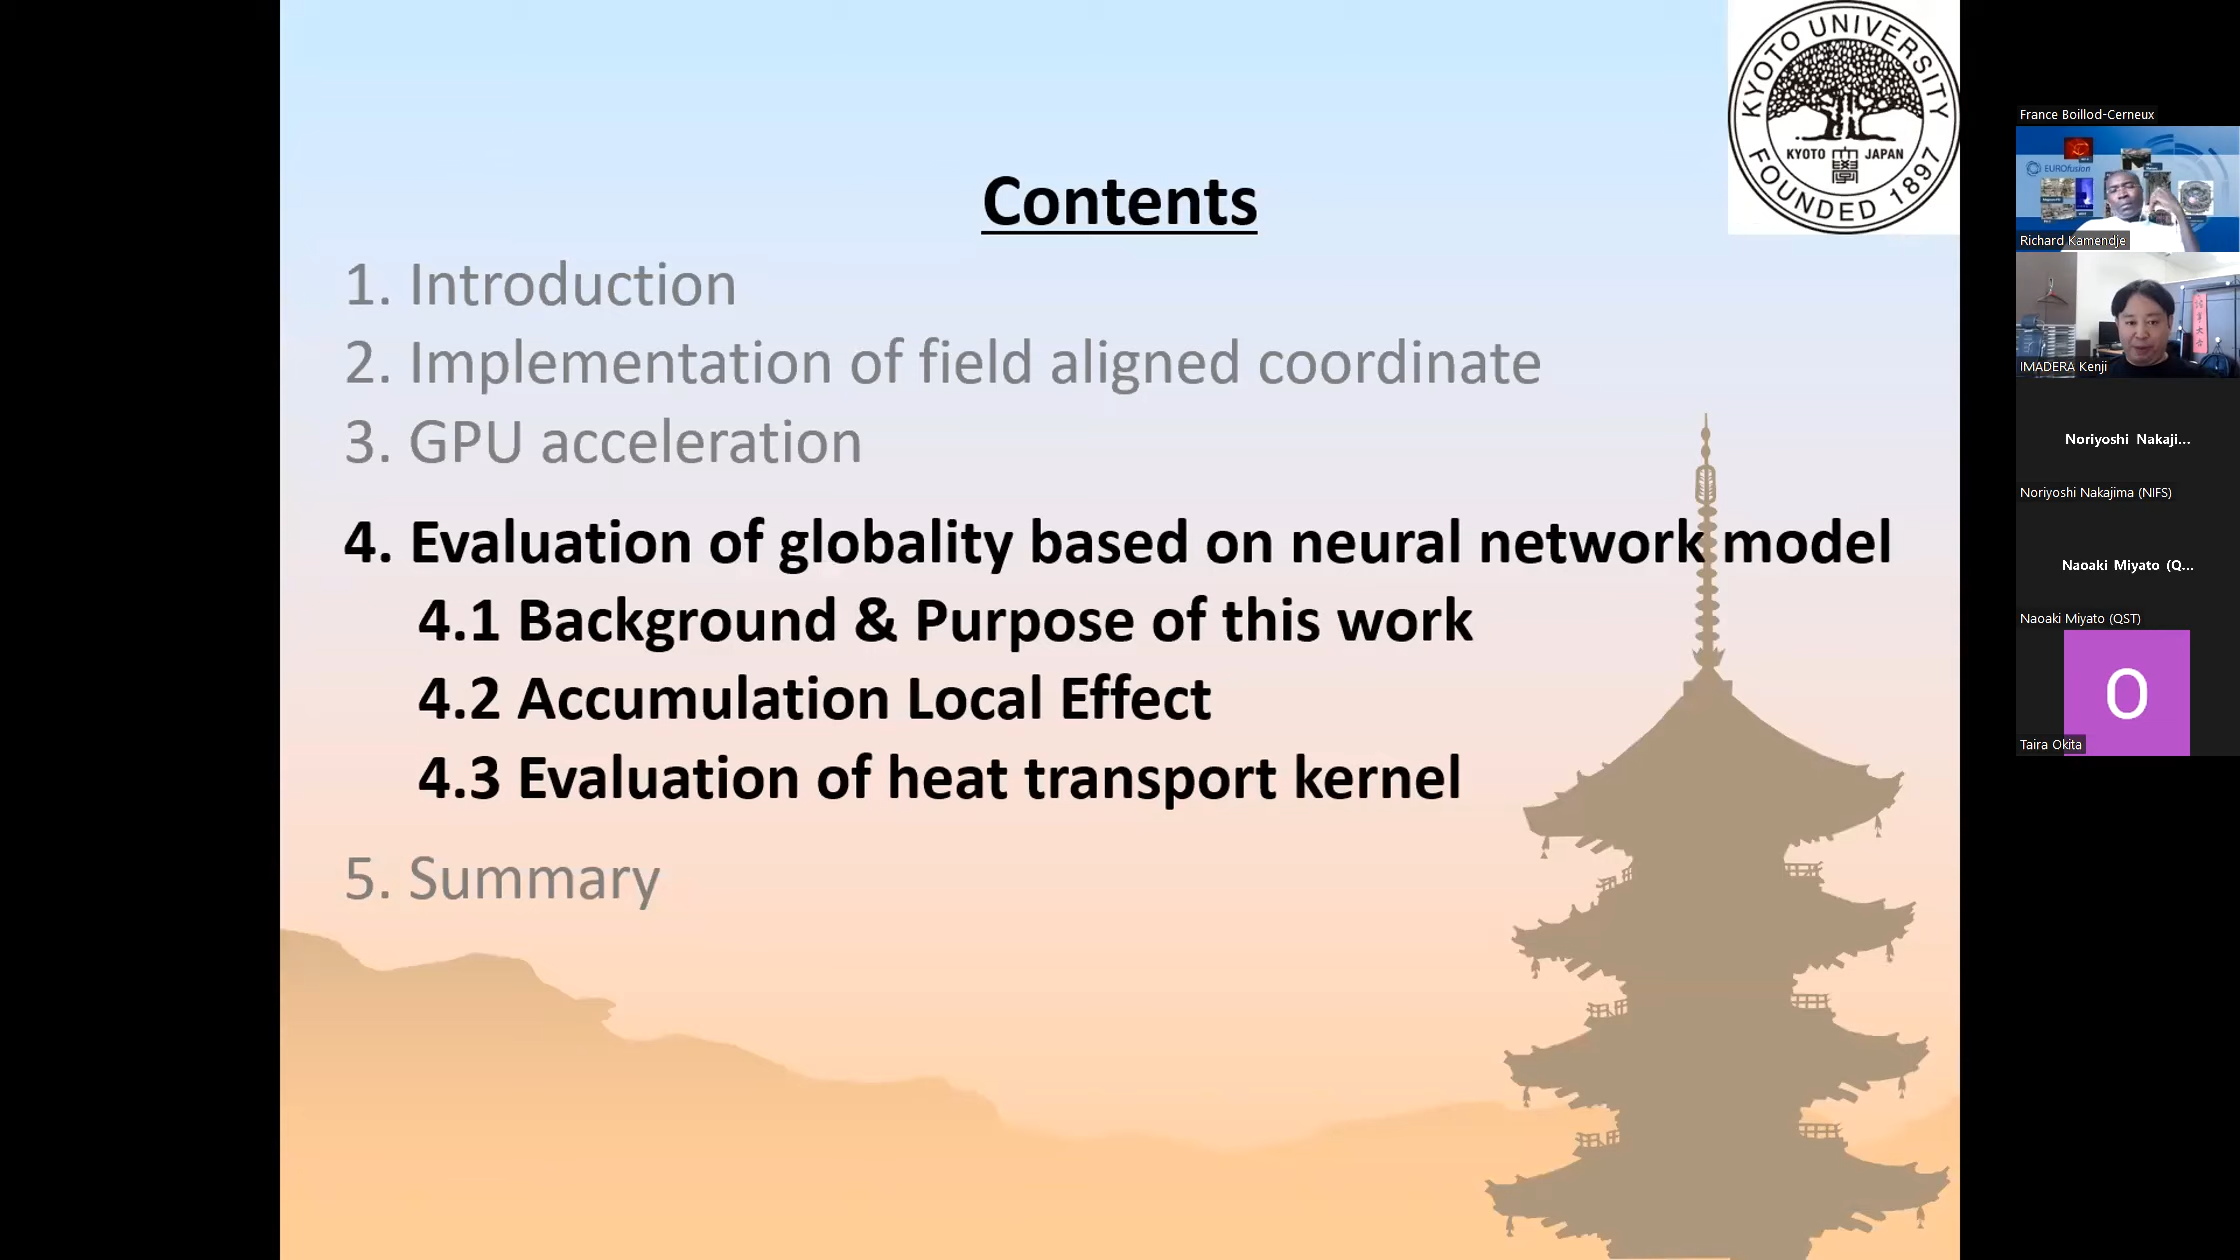 Contents
1. Introduction
2. Implementation of field aligned coordinate
3. GPU acceleration
4. Evaluation of globality based on neural network model
4.1 Background & Purpose of this work
4.2 Accumulation Local Effect
4.3 Evaluation of heat transport kernel
5. Summary
KYOTO UNIVERSITY
KYOTO JAPAN
FOUNDED 1897
France Boillod-Cerneux
EUROfusion
Richard Kamendje
IMADERA Kenji
Noriyoshi Nakaji...
Noriyoshi Nakajima (NIFS)
Naoaki Miyato (Q...
Naoaki Miyato (QST)
O
Taira Okita